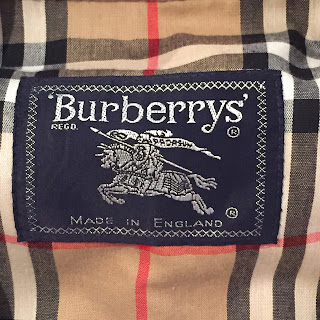 'Burberrys'
REGD. ®
PRORSUM
MADE IN ENGLAND
®